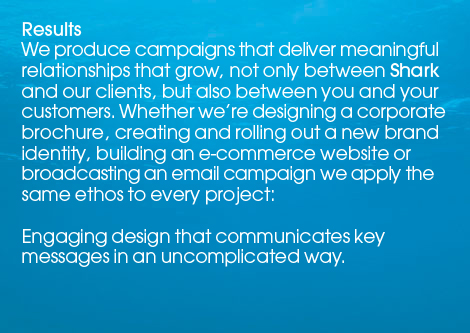 Results
We produce campaigns that deliver meaningful
relationships that grow, not only between Shark
and our clients, but also between you and your
customers. Whether we're designing a corporate
brochure, creating and rolling out a new brand
identity, building an e-commerce website or
broadcasting an email campaign we apply the
same ethos to every project:
Engaging design that communicates key
messages in an uncomplicated way.